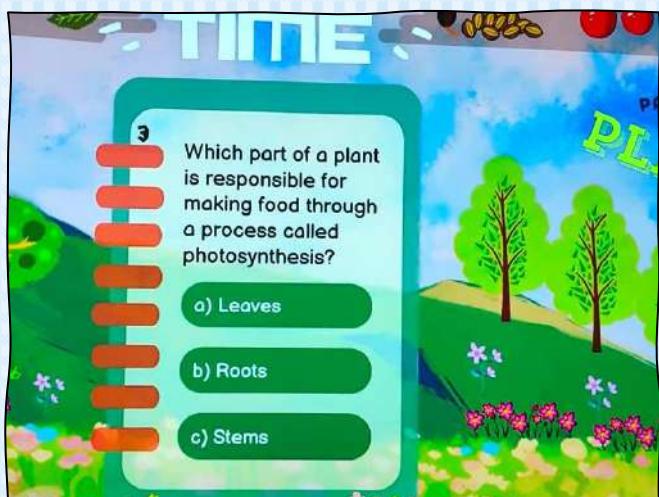 TIME
3
Which part of a plant
is responsible for
making food through
a process called
photosynthesis?
a) Leaves
b) Roots
c) Stems